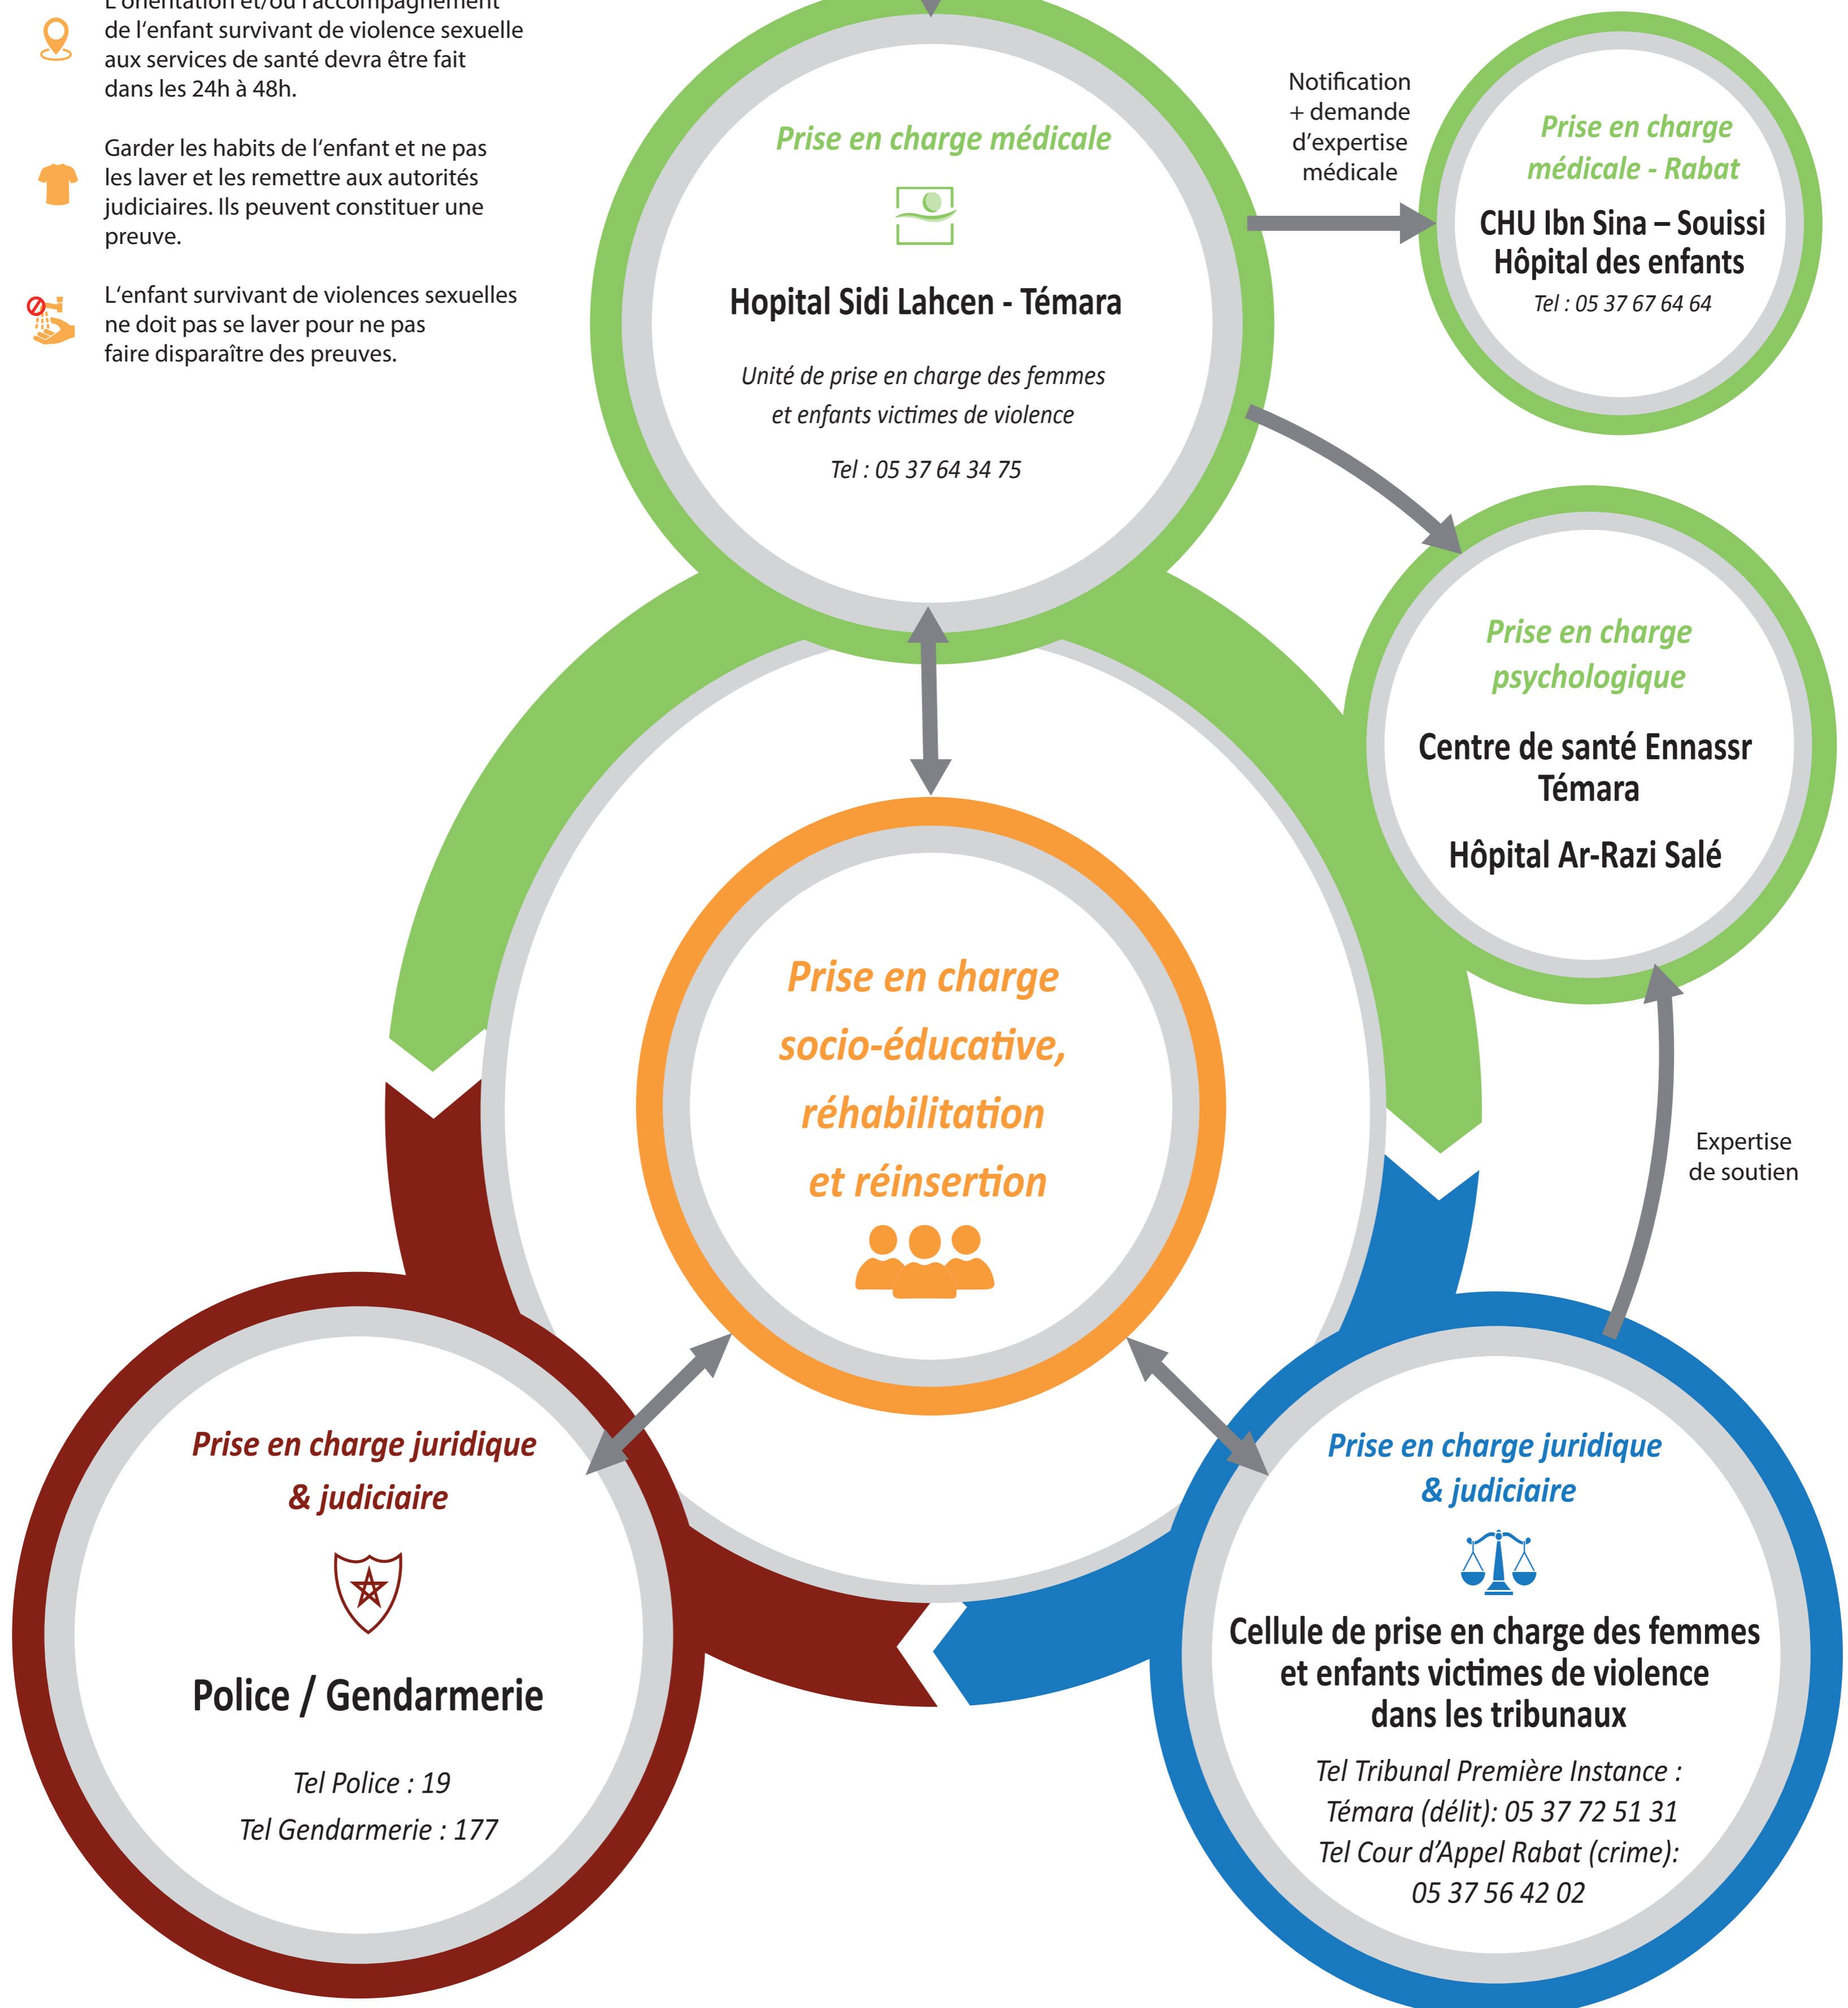 L'orientation et/ou l'accompagnement
de l'enfant survivant de violence sexuelle
aux services de santé devra être fait
dans les 24h à 48h.
Garder les habits de l'enfant et ne pas
les laver et les remettre aux autorités
judiciaires. Ils peuvent constituer une
preuve.
L'enfant survivant de violences sexuelles
ne doit pas se laver pour ne pas
faire disparaître des preuves.
Prise en charge médicale
Hopital Sidi Lahcen - Témara
Unité de prise en charge des femmes
et enfants victimes de violence
Tel : 05 37 64 34 75
Notification
+ demande
d'expertise
médicale
Prise en charge
médicale - Rabat
CHU Ibn Sina – Souissi
Hôpital des enfants
Tel : 05 37 67 64 64
Prise en charge
psychologique
Centre de santé Ennassr
Témara
Hôpital Ar-Razi Salé
Prise en charge
socio-éducative,
réhabilitation
et réinsertion
Expertise
de soutien
Prise en charge juridique
& judiciaire
Police / Gendarmerie
Tel Police : 19
Tel Gendarmerie : 177
Prise en charge juridique
& judiciaire
Cellule de prise en charge des femmes
et enfants victimes de violence
dans les tribunaux
Tel Tribunal Première Instance :
Témara (délit): 05 37 72 51 31
Tel Cour d'Appel Rabat (crime):
05 37 56 42 02